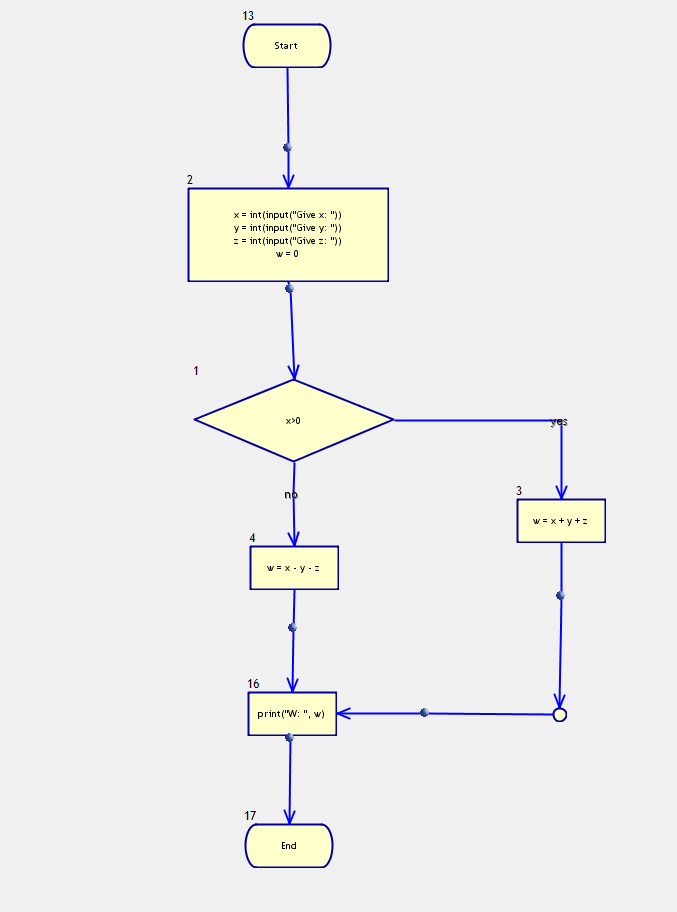 13
Start
2
x = int(input("Give x: "))
y = int(input("Give y: "))
z = int(input("Give z: "))
w = 0
1
x>0
yes
no
3
w = x + y + z
4
w = x - y - z
16
print("W: ", w)
17
End